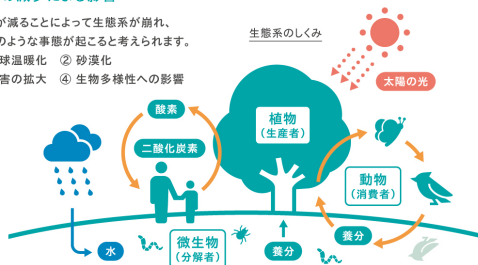 が減ることによって生態系が崩れ、
のような事態が起こると考えられます。
球温暖化 ② 砂漠化
害の拡大 ④ 生物多様性への影響
生態系のしくみ
太陽の光
酸素
二酸化炭素
植物
(生産者)
動物
(消費者)
水
微生物
(分解者)
養分
養分